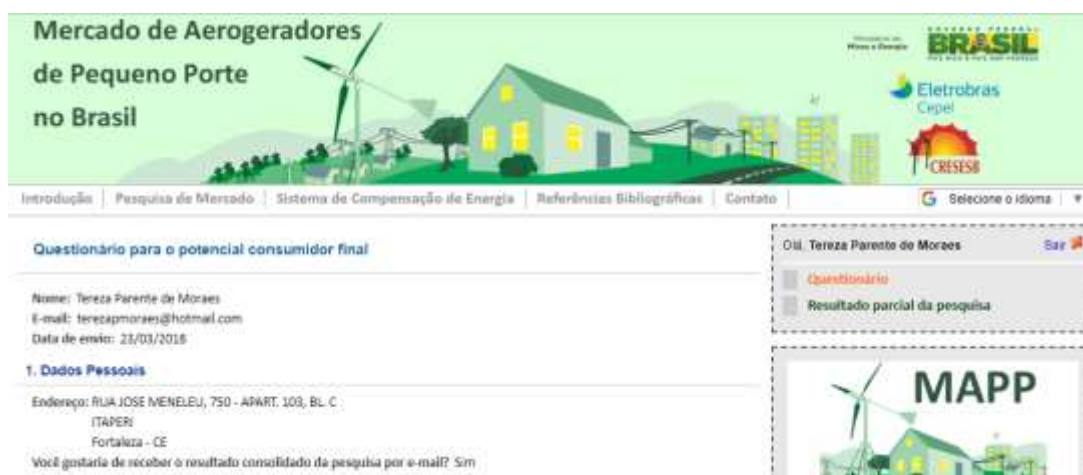 Mercado de Aerogeradores
de Pequeno Porte
no Brasil
Minas e Energia
BRASIL
Eletrobras
Cepel
CRESESB
Introdução | Pesquisa de Mercado | Sistema de Compensação de Energia | Referências Bibliográficas | Contato
G Selecione o idioma
Questionário para o potencial consumidor final
Nome: Tereza Parente de Moraes
E-mail: terezapmoraes@hotmail.com
Data de envio: 23/03/2018
1. Dados Pessoais
Endereço: RUA JOSE MENELEU, 750 - APART. 103, BL. C
ITAPERI
Fortaleza - CE
Você gostaria de receber o resultado consolidado da pesquisa por e-mail? Sim
Olá, Tereza Parente de Moraes Sair
Questionário
Resultado parcial da pesquisa
MAPP